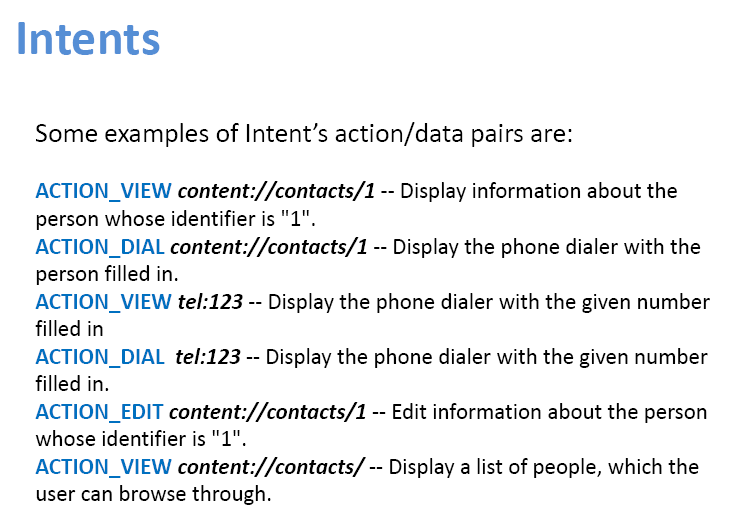 Intents
Some examples of Intent’s action/data pairs are:
ACTION_VIEW content://contacts/1 -- Display information about the
person whose identifier is "1".
ACTION_DIAL content://contacts/1 -- Display the phone dialer with the
person filled in.
ACTION_VIEW tel:123 -- Display the phone dialer with the given number
filled in
ACTION_DIAL  tel:123 -- Display the phone dialer with the given number
filled in.
ACTION_EDIT content://contacts/1 -- Edit information about the person
whose identifier is "1".
ACTION_VIEW content://contacts/ -- Display a list of people, which the
user can browse through.